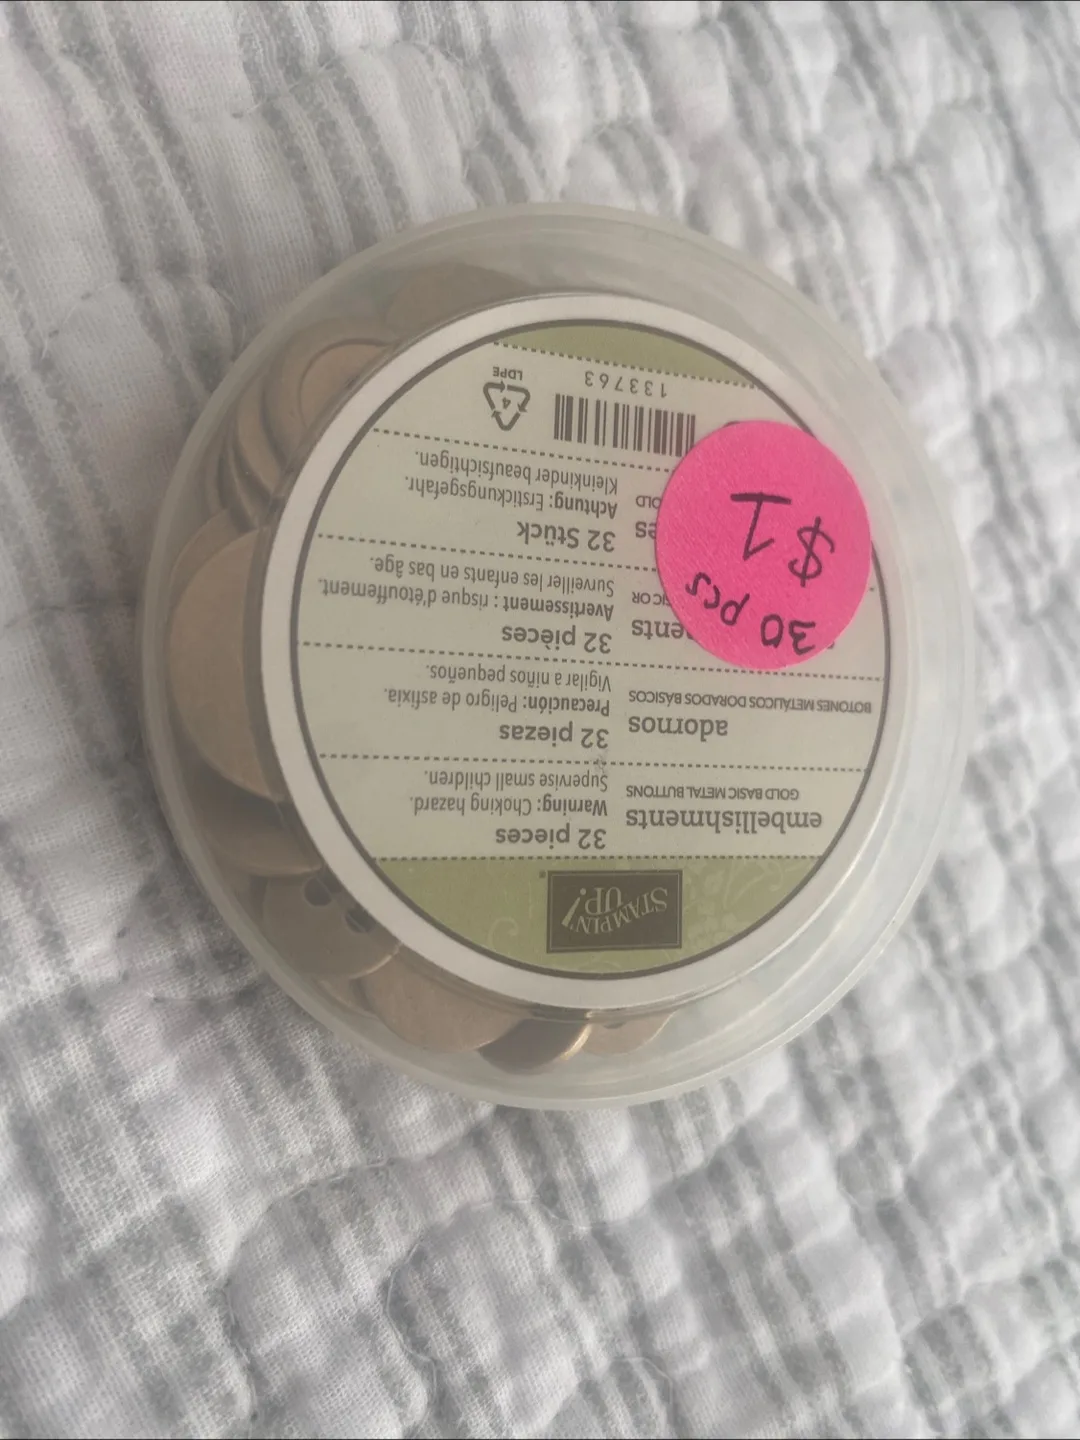 STAMPIN'
UP!
embellishments
GOLD BASIC METAL BUTTONS
32 pieces
Warning: Choking hazard.
Supervise small children.
adornos
BOTONES METÁLICOS DORADOS BÁSICOS
32 piezas
Precaución: Peligro de asfixia.
Vigilar a niños pequeños.
32 pièces
Avertissement : risque d'étouffement.
Surveiller les enfants en bas âge.
32 Stück
Achtung: Erstickungsgefahr.
Kleinkinder beaufsichtigen.
133763
4
LDPE
30 pcs
$1